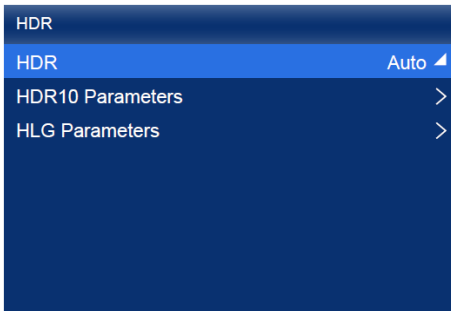 HDR
HDR Auto
HDR10 Parameters
HLG Parameters